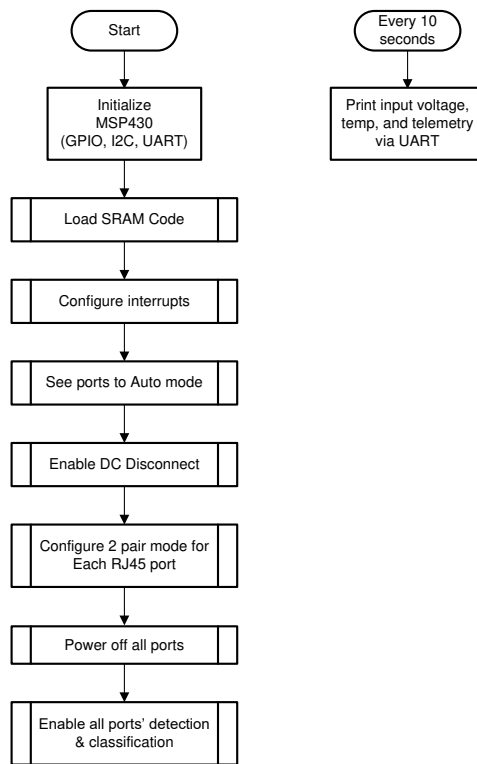 Start
Initialize
MSP430
(GPIO, I2C, UART)
Load SRAM Code
Configure interrupts
See ports to Auto mode
Enable DC Disconnect
Configure 2 pair mode for
Each RJ45 port
Power off all ports
Enable all ports' detection
& classification
Every 10
seconds
Print input voltage,
temp, and telemetry
via UART